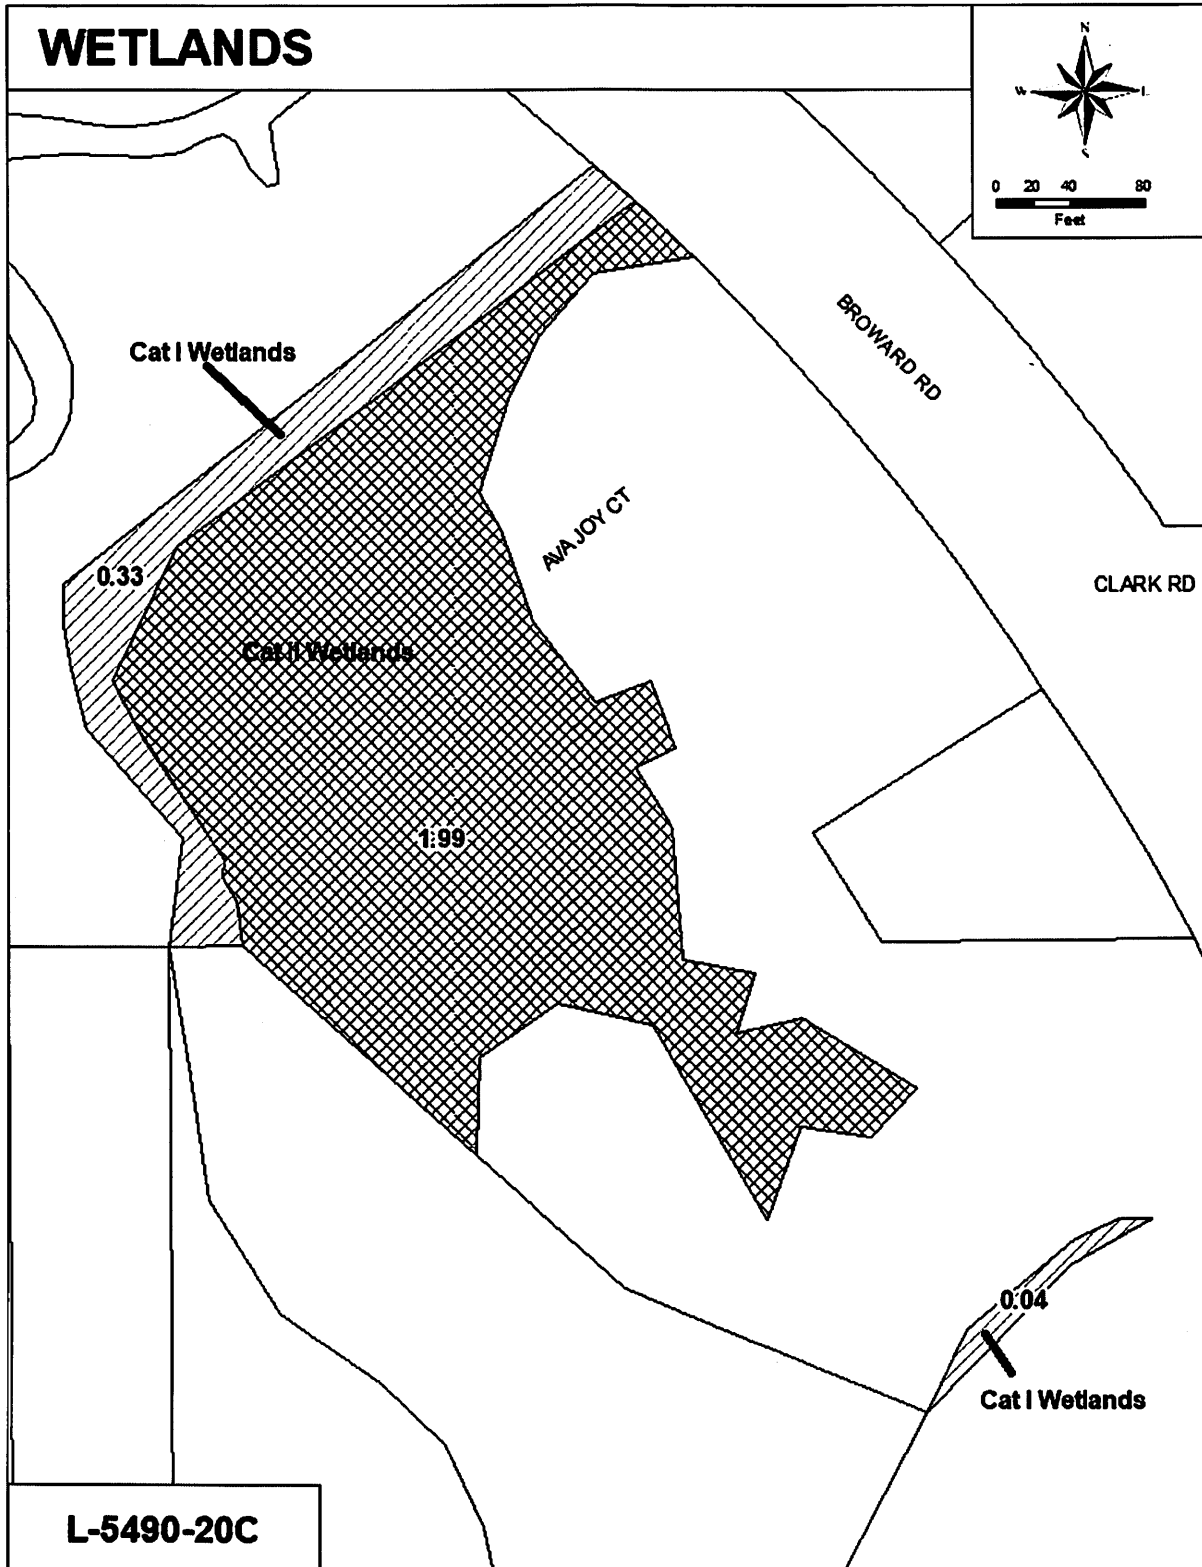 WETLANDS
N
W
E
S
0 20 40 80
Feet
BROWARD RD
Cat I Wetlands
AVA JOY CT
0.33
CLARK RD
Cat II Wetlands
1.99
0.04
Cat I Wetlands
L-5490-20C